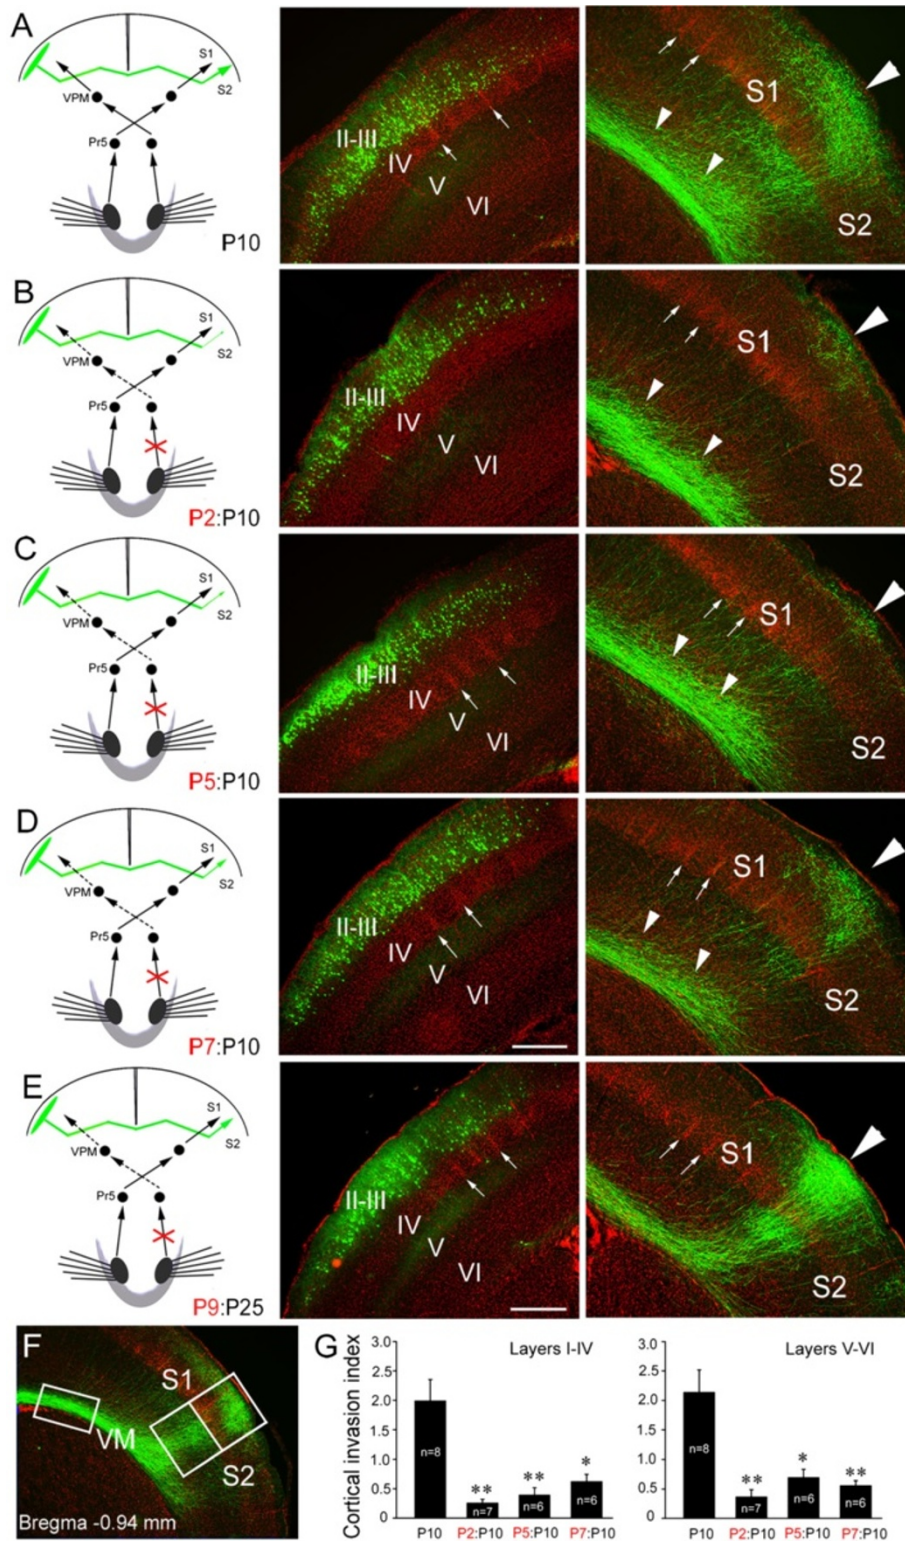 A
S1
S2
VPM
Pr5
P10
II-III
IV
V
VI
S1
S2
B
S1
S2
VPM
Pr5
P2:P10
II-III
IV
V
VI
S1
S2
C
S1
S2
VPM
Pr5
P5:P10
II-III
IV
V
VI
S1
S2
D
S1
S2
VPM
Pr5
P7:P10
II-III
IV
V
VI
S1
S2
E
S1
S2
VPM
Pr5
P9:P25
II-III
IV
V
VI
S1
S2
F
S1
VM
S2
Bregma -0.94 mm
G
Cortical invasion index
Layers I-IV
3.0
2.5
2.0
1.5
1.0
0.5
0
n=8
**
n=7
**
n=6
*
n=6
P10 P2:P10 P5:P10 P7:P10
Layers V-VI
3.0
2.5
2.0
1.5
1.0
0.5
0
n=8
**
n=7
*
n=6
**
n=6
P10 P2:P10 P5:P10 P7:P10